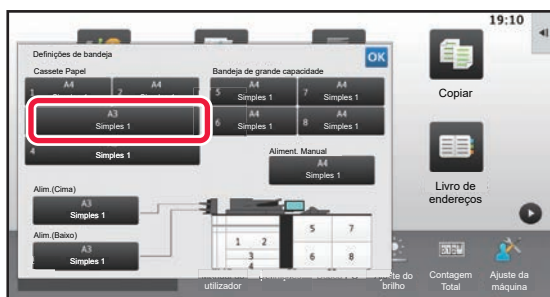 19:10
Definições de bandeja
OK
Cassete Papel
Bandeja de grande capacidade
1 A4
2 A4
5 A4
Simples 1
7 A4
Simples 1
A3
Simples 1
6 A4
Simples 1
8 A4
Simples 1
4
Simples 1
Aliment. Manual
A4
Simples 1
Alim.(Cima)
A3
Simples 1
Alim.(Baixo)
A3
Simples 1
1 2
3
4
5 7
6 8
Copiar
Livro de
endereços
utilizador
brilho
Contagem
Total
Ajuste da
máquina